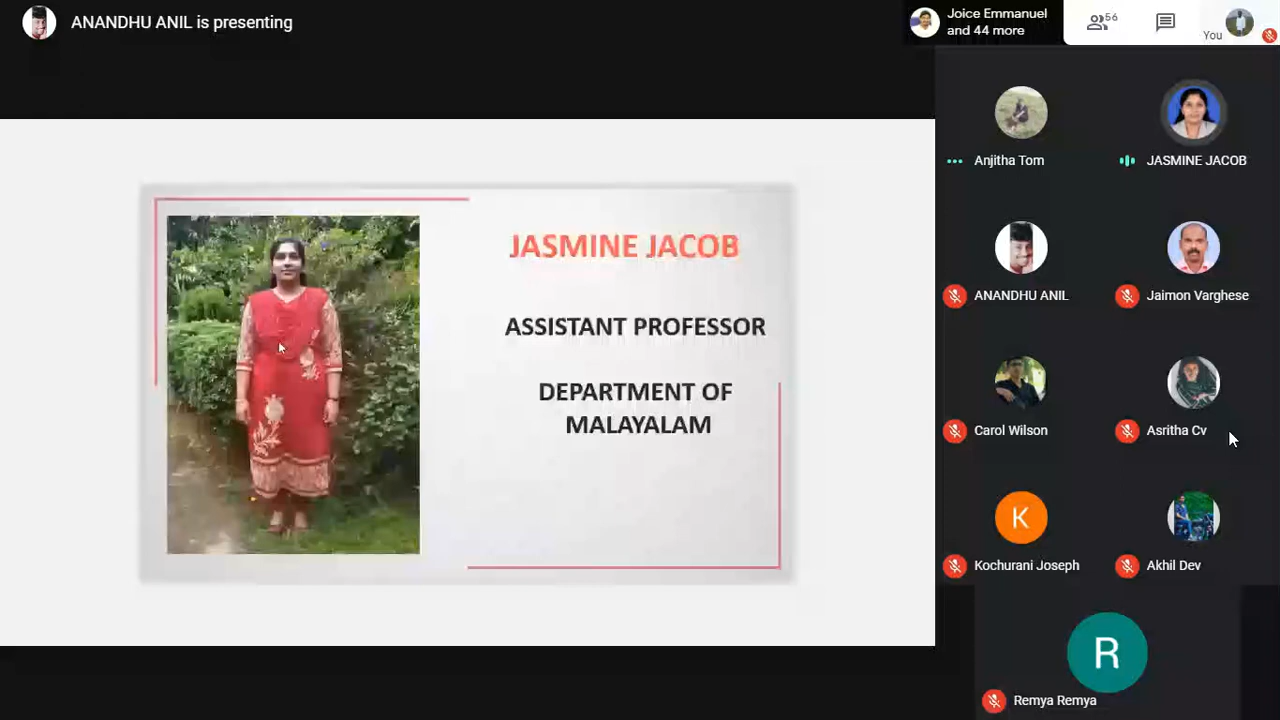 ANANDHU ANIL is presenting
Joice Emmanuel
and 44 more
56
You
JASMINE JACOB
ASSISTANT PROFESSOR
DEPARTMENT OF
MALAYALAM
Anjitha Tom
JASMINE JACOB
ANANDHU ANIL
Jaimon Varghese
Carol Wilson
Asritha Cv
K
Kochurani Joseph
Akhil Dev
R
Remya Remya